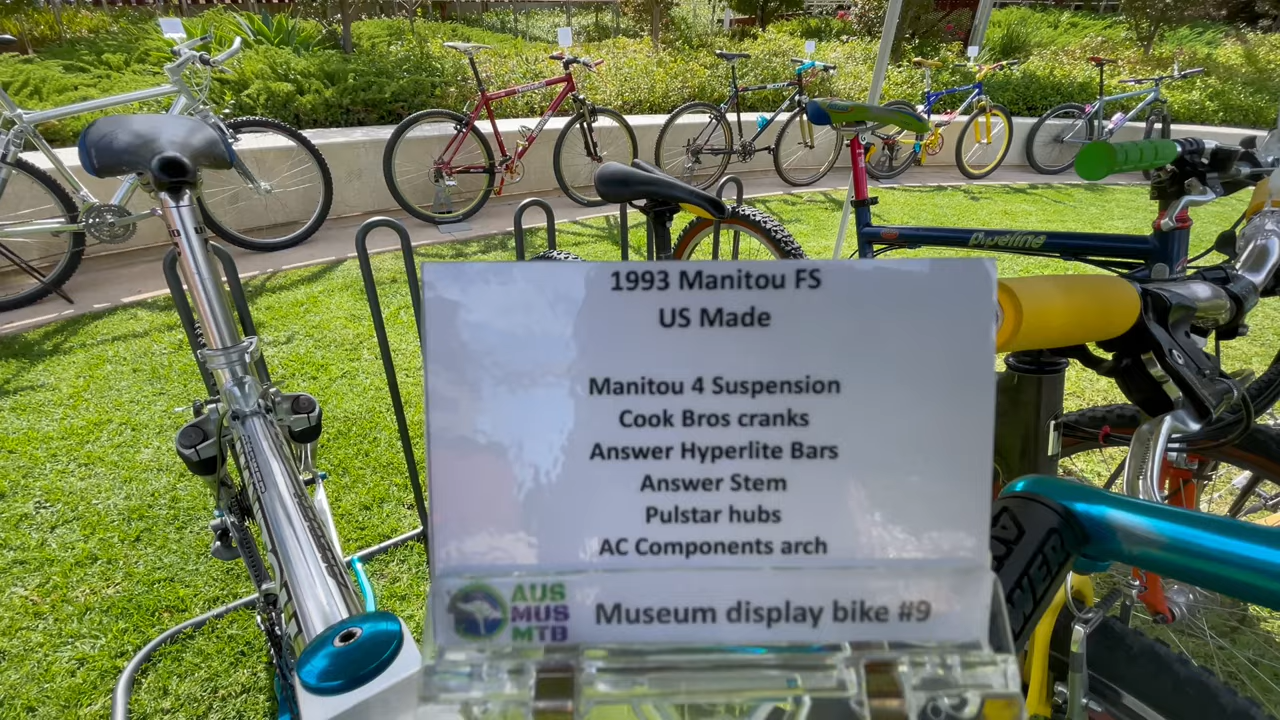 1993 Manitou FS
US Made
Manitou 4 Suspension
Cook Bros cranks
Answer Hyperlite Bars
Answer Stem
Pulstar hubs
AC Components arch
AUS
MUS
MTB
Museum display bike #9
Pipeline